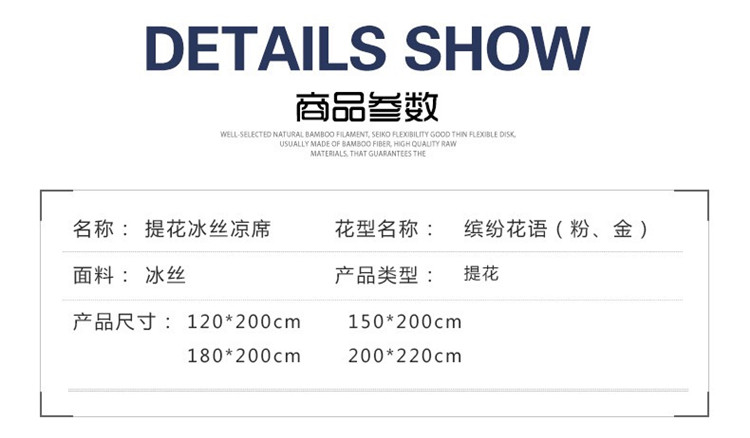 DETAILS SHOW
商品参数
WELL-SELECTED NATURAL BAMBOO FILAMENT, SEIKO FLEXIBILITY GOOD THIN FLEXIBLE DISK,
USUALLY MADE OF BAMBOO FIBER, HIGH QUALITY RAW
MATERIALS, THAT GUARANTEES THE
名称： 提花冰丝凉席 花型名称： 缤纷花语（粉、金）
面料： 冰丝 产品类型： 提花
产品尺寸： 120*200cm 150*200cm
180*200cm 200*220cm